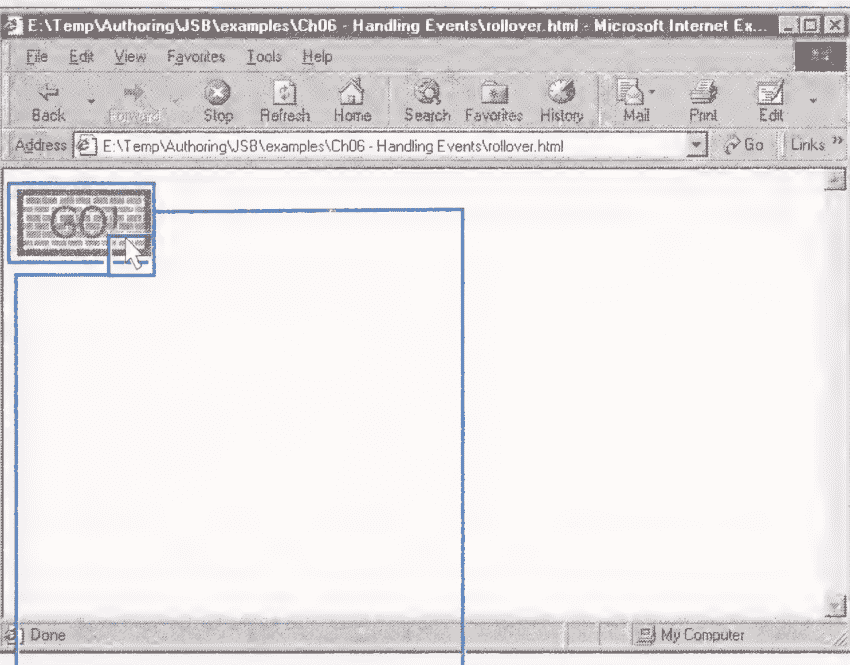 E:\Temp\Authoring\JSB\examples\Ch06 - Handling Events\rollover.html - Microsoft Internet Ex...
File Edit View Favorites Tools Help
Back Forward Stop Refresh Home Search Favorites History Mail Print Edit
Address E:\Temp\Authoring\JSB\examples\Ch06 - Handling Events\rollover.html Go Links »
GO!
Done My Computer